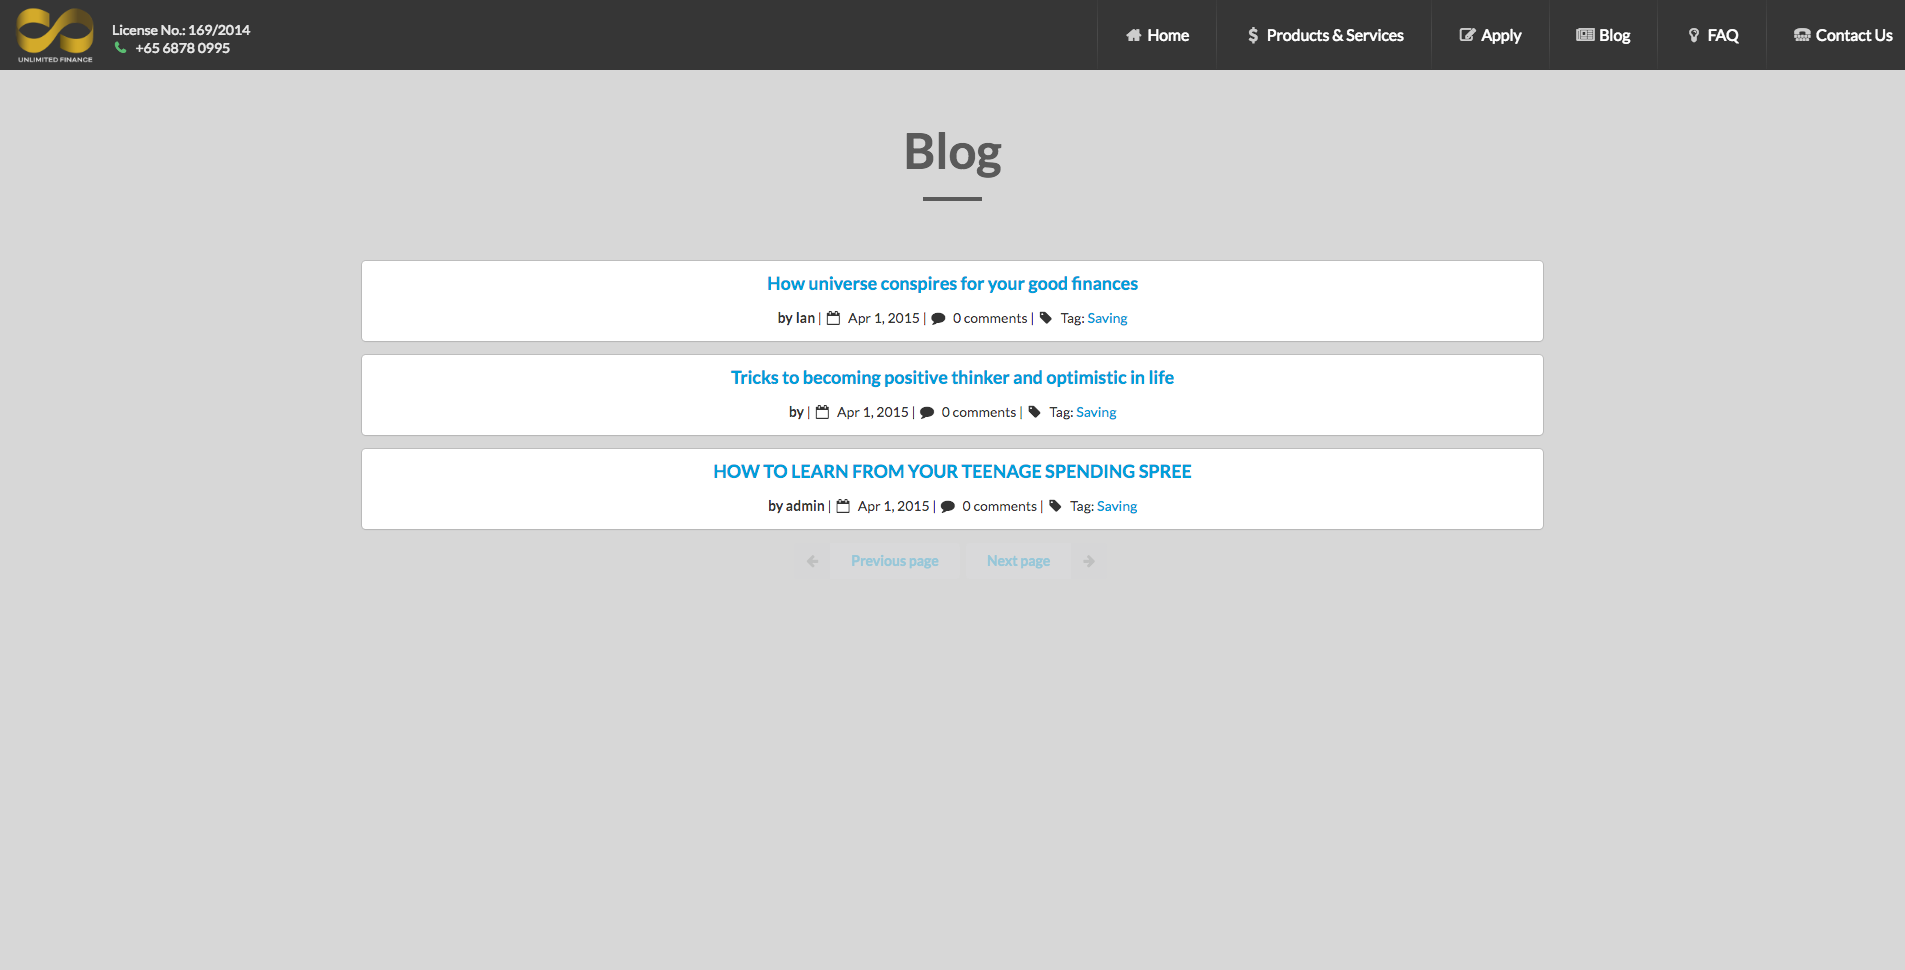 UNLIMITED FINANCE
License No.: 169/2014
+65 6878 0995
Home
Products & Services
Apply
Blog
FAQ
Contact Us
Blog
How universe conspires for your good finances
by Ian | Apr 1, 2015 | 0 comments | Tag: Saving
Tricks to becoming positive thinker and optimistic in life
by | Apr 1, 2015 | 0 comments | Tag: Saving
HOW TO LEARN FROM YOUR TEENAGE SPENDING SPREE
by admin | Apr 1, 2015 | 0 comments | Tag: Saving
Previous page
Next page